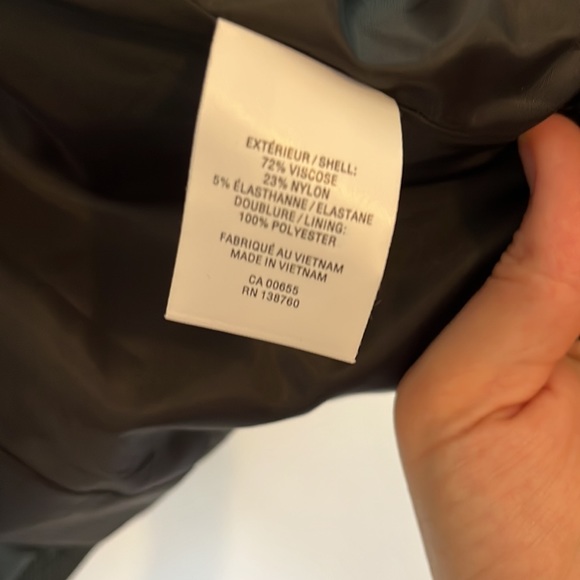 EXTÉRIEUR / SHELL:
72% VISCOSE
23% NYLON
5% ÉLASTHANNE / ELASTANE
DOUBLURE / LINING:
100% POLYESTER
FABRIQUÉ AU VIETNAM
MADE IN VIETNAM
CA 00655
RN 138760